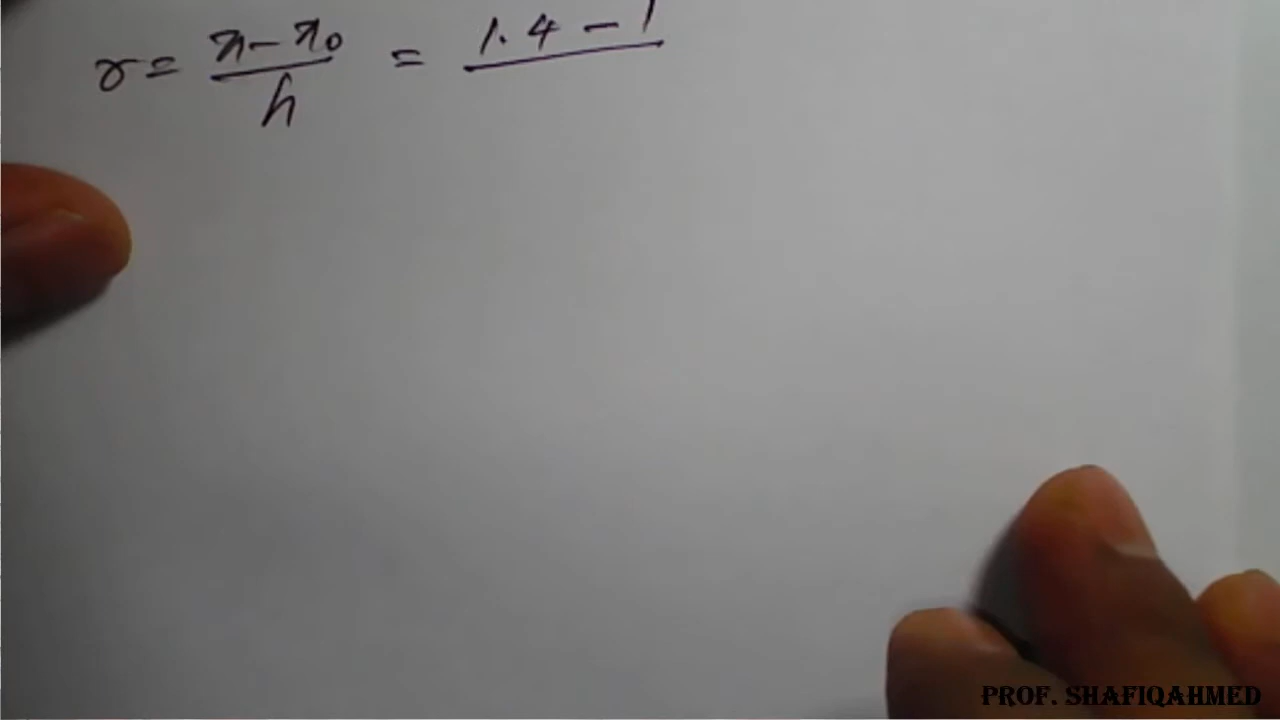 r = x - x₀ / h = 1.4 - 1 /
PROF. SHAFIQAHMED